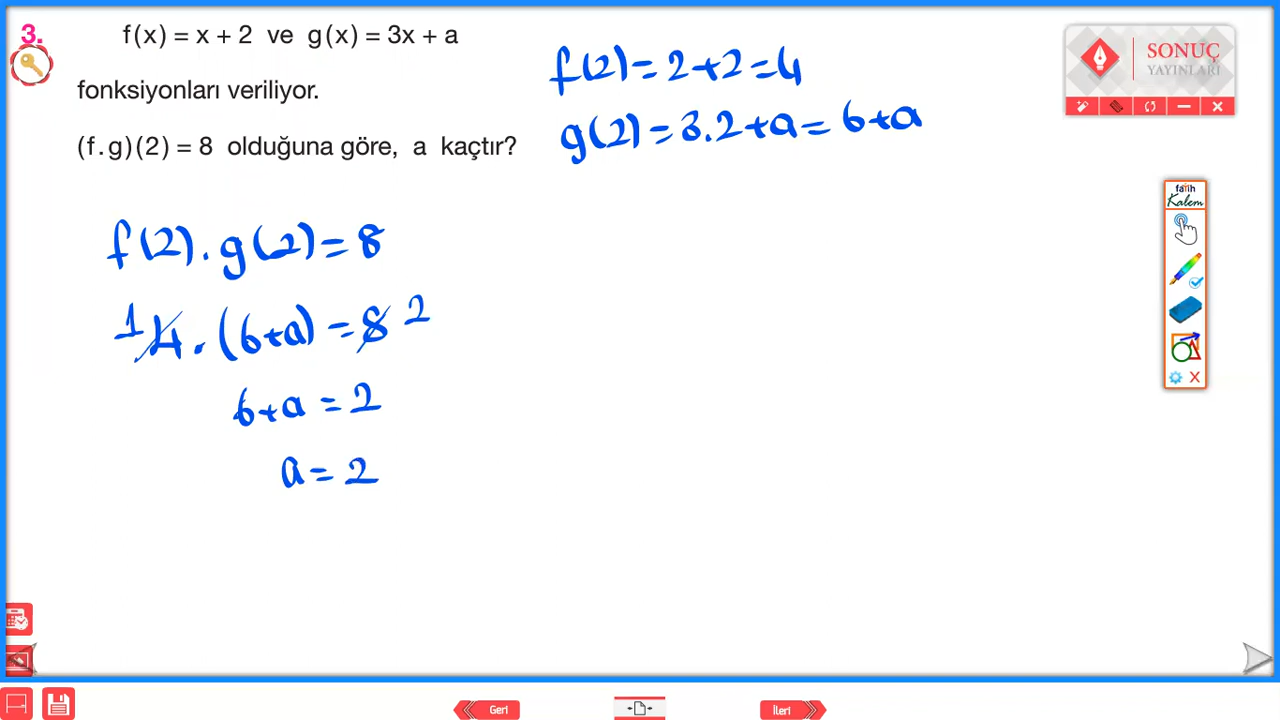 3.
f(x) = x + 2 ve g(x) = 3x + a
fonksiyonları veriliyor.
(f.g)(2) = 8 olduğuna göre, a kaçtır?
f(2) = 2+2 = 4
g(2) = 3.2+a = 6+a
f(2) . g(2) = 8
1 4 . (6+a) = 8 2
6+a = 2
a = 2
SONUÇ
YAYINLARI
fatih
Kalem
Geri
İleri